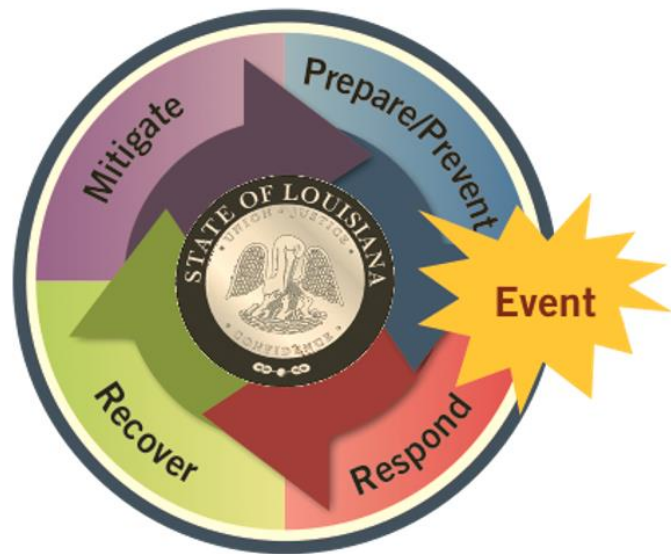 Mitigate
Prepare/Prevent
Event
Respond
Recover
STATE OF LOUISIANA
UNION · JUSTICE
CONFIDENCE